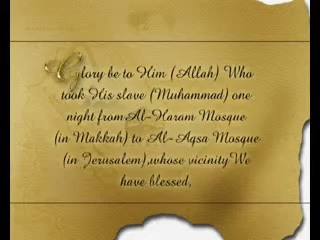 Glory be to Him (Allah) Who
took His slave (Muhammad) one
night from Al-Haram Mosque
(in Makkah) to Al-Aqsa Mosque
(in Jerusalem),whose vicinity We
have blessed,